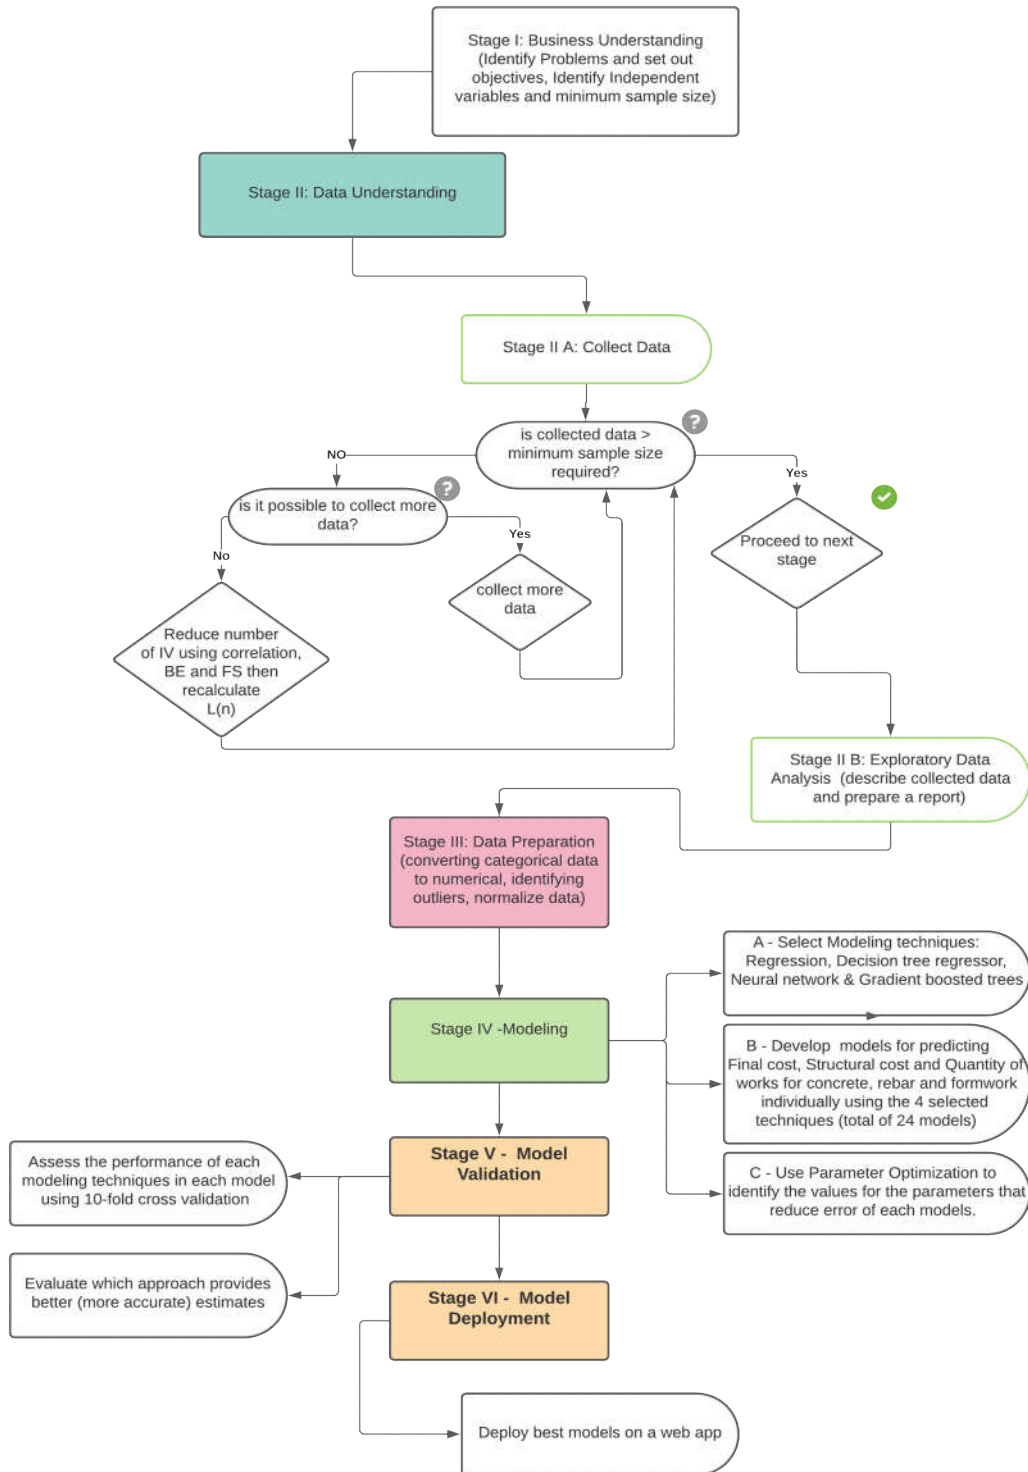 Stage I: Business Understanding
(Identify Problems and set out
objectives, Identify Independent
variables and minimum sample size)
Stage II: Data Understanding
Stage II A: Collect Data
is collected data >
minimum sample size
required?
?
NO
Yes
is it possible to collect more
data?
?
No
Yes
Proceed to next
stage
collect more
data
Reduce number
of IV using correlation,
BE and FS then
recalculate
L(n)
Stage II B: Exploratory Data
Analysis (describe collected data
and prepare a report)
Stage III: Data Preparation
(converting categorical data
to numerical, identifying
outliers, normalize data)
Stage IV -Modeling
A - Select Modeling techniques:
Regression, Decision tree regressor,
Neural network & Gradient boosted trees
B - Develop models for predicting
Final cost, Structural cost and Quantity of
works for concrete, rebar and formwork
individually using the 4 selected
techniques (total of 24 models)
C - Use Parameter Optimization to
identify the values for the parameters that
reduce error of each models.
Stage V - Model
Validation
Assess the performance of each
modeling techniques in each model
using 10-fold cross validation
Evaluate which approach provides
better (more accurate) estimates
Stage VI - Model
Deployment
Deploy best models on a web app